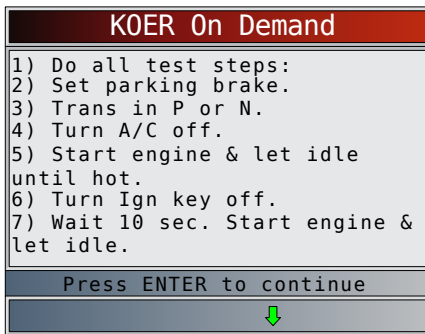 KOER On Demand
1) Do all test steps:
2) Set parking brake.
3) Trans in P or N.
4) Turn A/C off.
5) Start engine & let idle
until hot.
6) Turn Ign key off.
7) Wait 10 sec. Start engine &
let idle.
Press ENTER to continue